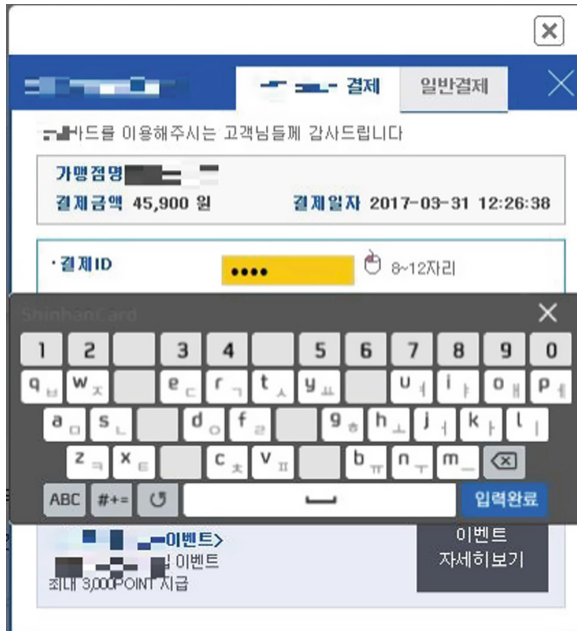 결제 일반결제
카드를 이용해주시는 고객님들께 감사드립니다
가맹점명
결제금액 45,900 원 결제일자 2017-03-31 12:26:38
·결제ID •••• 8~12자리
ShinhanCard
1 2 3 4 5 6 7 8 9 0
q ㅂ w ㅈ e ㄷ r ㄱ t ㅅ y ㅛ u ㅕ i ㅑ o ㅐ p ㅔ
a ㅁ s ㄴ d ㅇ f ㄹ g ㅎ h ㅗ j ㅓ k ㅏ l ㅣ
z ㅋ x ㅌ c ㅊ v ㅍ b ㅠ n ㅜ m ㅡ
ABC #+= 입력완료
이벤트>
이벤트
최대 3,000POINT 지급
이벤트
자세히보기